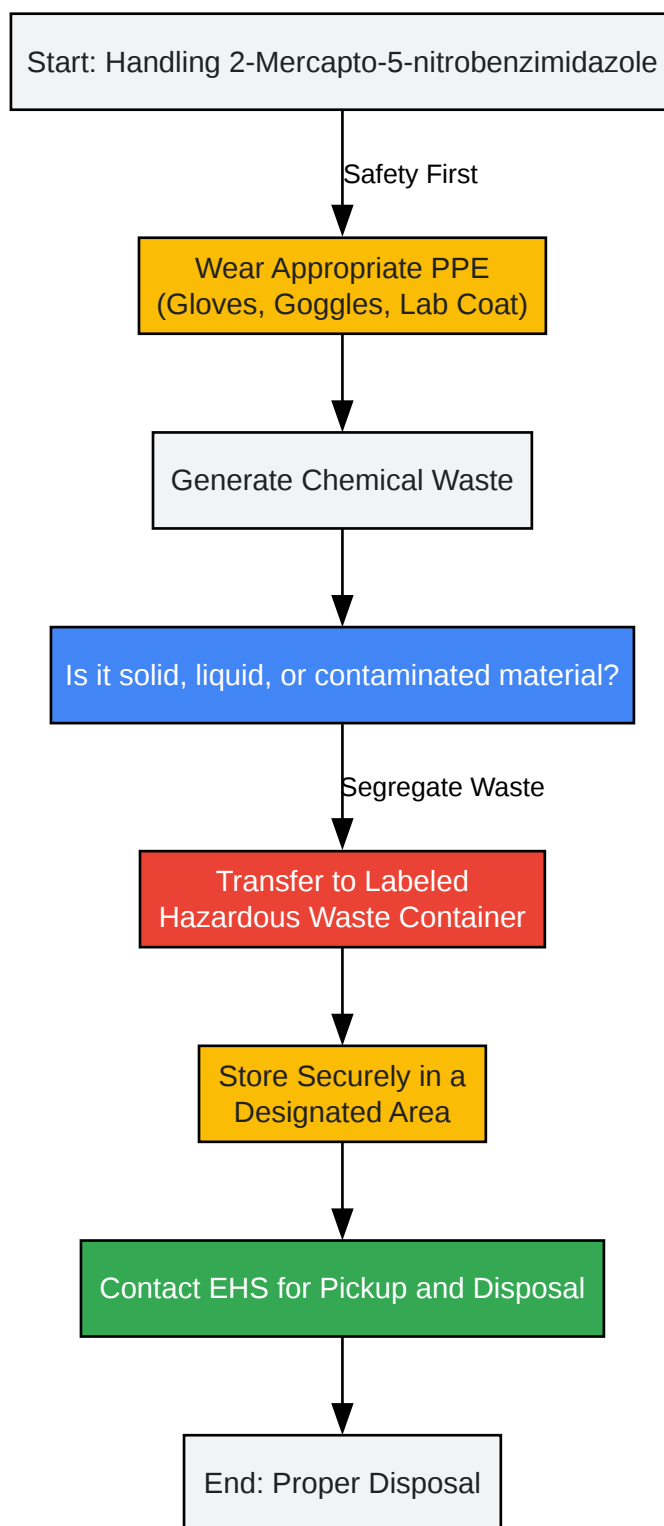 Start: Handling 2-Mercapto-5-nitrobenzimidazole
Safety First
Wear Appropriate PPE
(Gloves, Goggles, Lab Coat)
Generate Chemical Waste
Is it solid, liquid, or contaminated material?
Segregate Waste
Transfer to Labeled
Hazardous Waste Container
Store Securely in a
Designated Area
Contact EHS for Pickup and Disposal
End: Proper Disposal